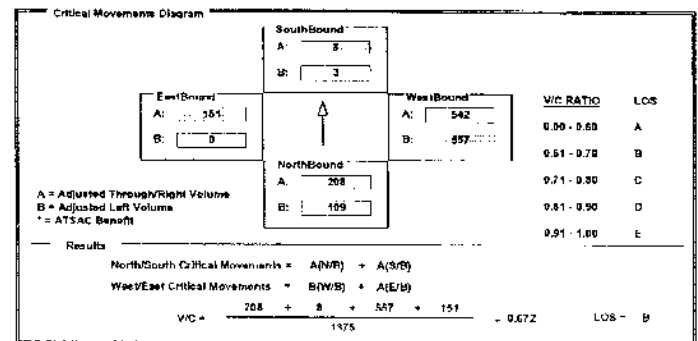 Critical Movements Diagram
SouthBound
A: 8
B: 3
EastBound
A: 151
B: 0
WestBound
A: 542
B: 557
NorthBound
A: 208
B: 109
A = Adjusted Through/Right Volume
B = Adjusted Left Volume
* = ATSAC Benefit
V/C RATIO LOS
0.00 - 0.60 A
0.61 - 0.70 B
0.71 - 0.80 C
0.81 - 0.90 D
0.91 - 1.00 E
Results
North/South Critical Movements = A(N/B) + A(S/B)
West/East Critical Movements = B(W/B) + A(E/B)
V/C = 208 + 8 + 557 + 151
1375
= 0.672 LOS = B